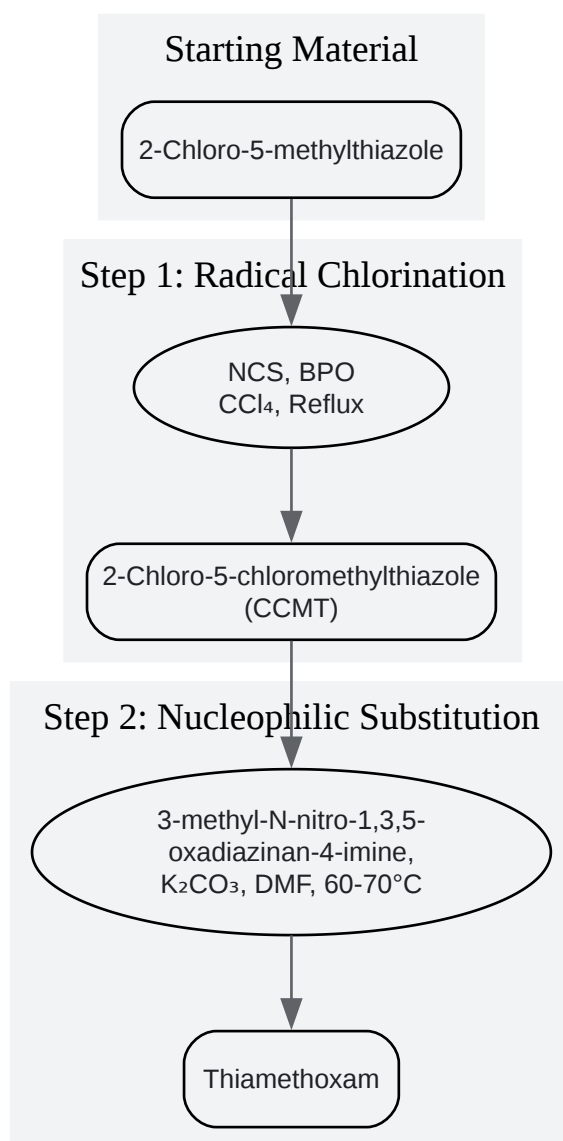 Starting Material
2-Chloro-5-methylthiazole
Step 1: Radical Chlorination
NCS, BPO
CCl₄, Reflux
2-Chloro-5-chloromethylthiazole
(CCMT)
Step 2: Nucleophilic Substitution
3-methyl-N-nitro-1,3,5-
oxadiazinan-4-imine,
K₂CO₃, DMF, 60-70°C
Thiamethoxam